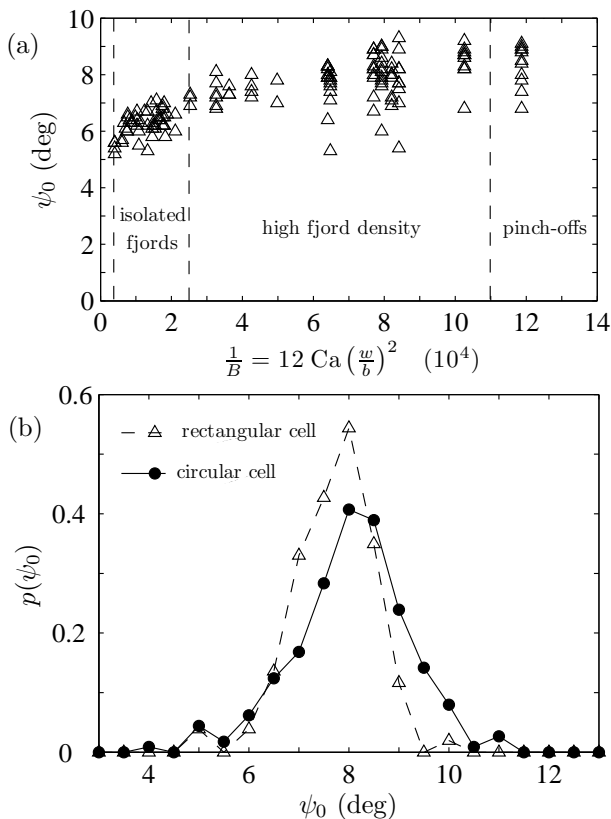 (a)
10
8
6
4
2
0
ψ₀ (deg)
isolated fjords
high fjord density
pinch-offs
0 2 4 6 8 10 12 14
1/B = 12 Ca (w/b)² (10⁴)
(b)
0.6
0.4
0.2
0
p(ψ₀)
rectangular cell
circular cell
4 6 8 10 12
ψ₀ (deg)